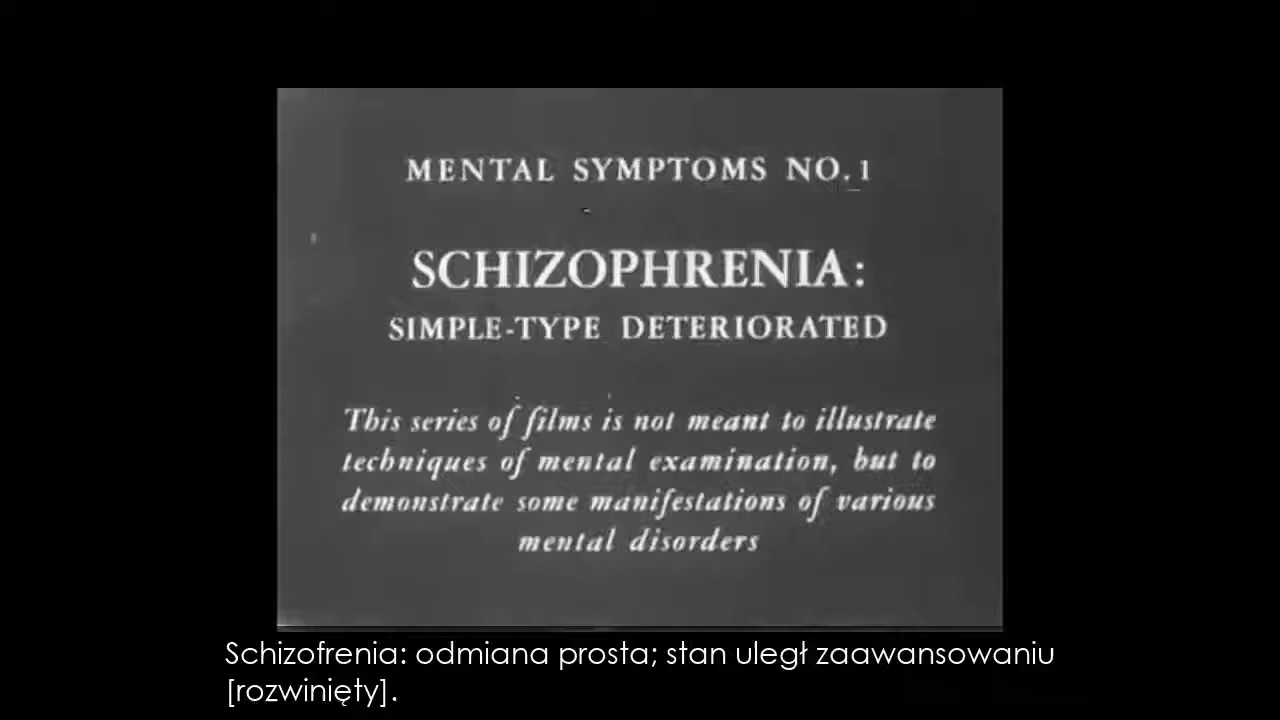 MENTAL SYMPTOMS NO. 1
SCHIZOPHRENIA:
SIMPLE-TYPE DETERIORATED
This series of films is not meant to illustrate
techniques of mental examination, but to
demonstrate some manifestations of various
mental disorders
Schizofrenia: odmiana prosta; stan uległ zaawansowaniu
[rozwinięty].